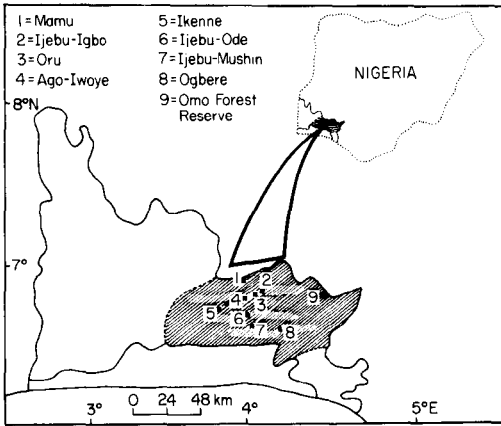 1=Mamu
2=Ijebu-Igbo
3=Oru
4=Ago-Iwoye
5=Ikenne
6=Ijebu-Ode
7=Ijebu-Mushin
8=Ogbere
9=Omo Forest
Reserve
NIGERIA
8°N
7°
1
2
4
3
9
5
6
7
8
3°
0 24 48 km
4°
5°E